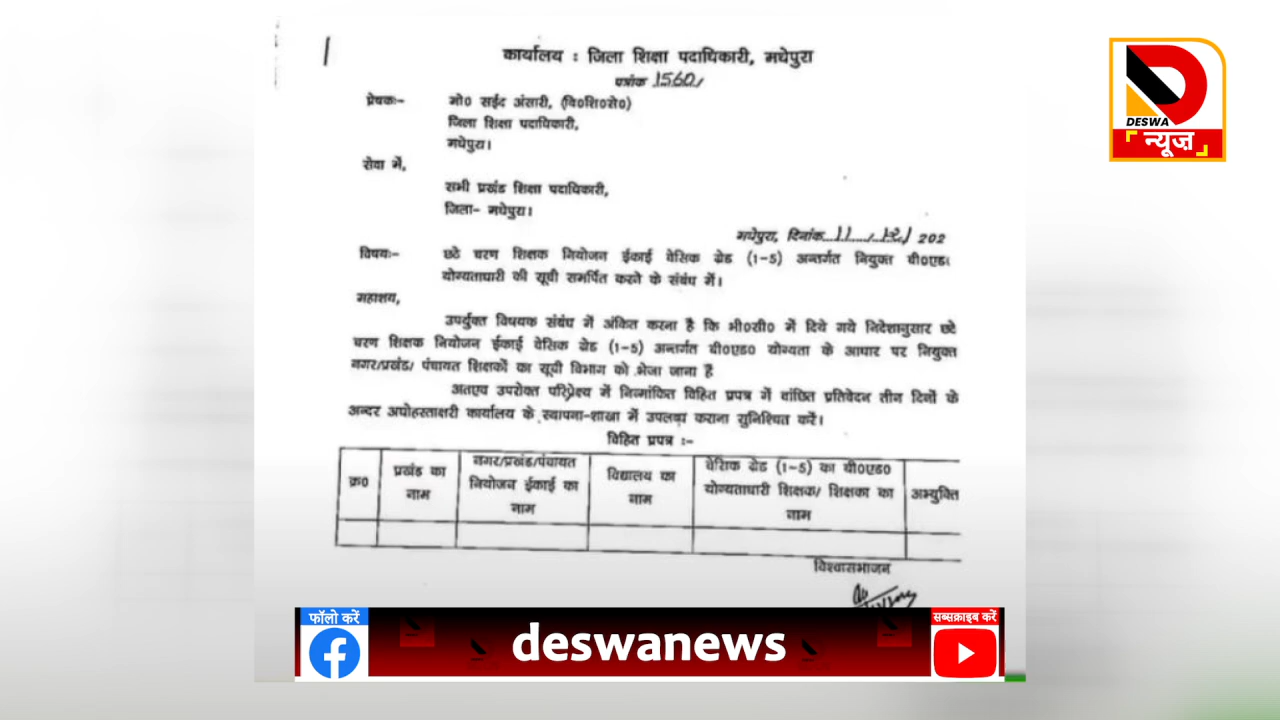 कार्यालय : जिला शिक्षा पदाधिकारी, मधेपुरा
पत्रांक 1560/
प्रेषकः- मो० सईद अंसारी, (बि०शि०से०)
जिला शिक्षा पदाधिकारी,
मधेपुरा।
सेवा में,
सभी प्रखंड शिक्षा पदाधिकारी,
जिला- मधेपुरा।
मधेपुरा, दिनांक...11..../..12./ 202
विषयः- छठे चरण शिक्षक नियोजन ईकाई वेसिक ग्रेड (1-5) अन्तर्गत नियुक्त बी०एड०
योग्यताधारी की सूची समर्पित करने के संबंध में।
महाशय,
उपर्युक्त विषयक संबंध में अंकित करना है कि भी०सी० में दिये गये निदेशानुसार छठे
चरण शिक्षक नियोजन ईकाई वेसिक ग्रेड (1-5) अन्तर्गत बी०एड० योग्यता के आधार पर नियुक्त
नगर/प्रखंड/ पंचायत शिक्षकों का सूची विभाग को भेजा जाना है
अतएव उपरोक्त परिप्रेक्ष्य में निम्नांकित विहित प्रपत्र में वांछित प्रतिवेदन तीन दिनों के
अन्दर अधोहस्ताक्षरी कार्यालय के स्थापना-शाखा में उपलब्ध कराना सुनिश्चित करें।
विहित प्रपत्र :-
क्र० प्रखंड का नाम नगर/प्रखंड/पंचायत नियोजन ईकाई का नाम विद्यालय का नाम वेसिक ग्रेड (1-5) का बी०एड० योग्यताधारी शिक्षक/ शिक्षका का नाम अभ्युक्ति
विश्वासभाजन
DESWA
न्यूज़
फॉलो करें
deswanews
सब्सक्राइब करें